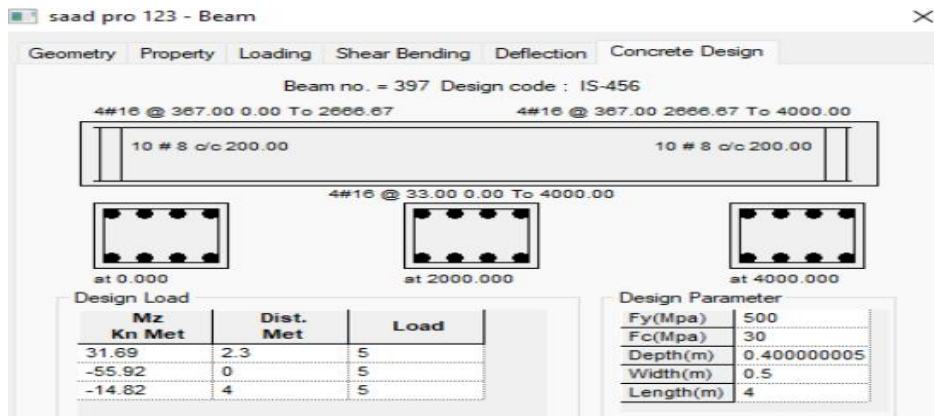 saad pro 123 - Beam
Geometry Property Loading Shear Bending Deflection Concrete Design
Beam no. = 397 Design code : IS-456
4#16 @ 367.00 0.00 To 2666.67 4#16 @ 367.00 2666.67 To 4000.00
10 # 8 c/c 200.00 10 # 8 c/c 200.00
4#16 @ 33.00 0.00 To 4000.00
at 0.000 at 2000.000 at 4000.000
Design Load Design Parameter
Mz Dist. Load Fy(Mpa) 500
Kn Met Met Fc(Mpa) 30
31.69 2.3 5 Depth(m) 0.400000005
-55.92 0 5 Width(m) 0.5
-14.82 4 5 Length(m) 4